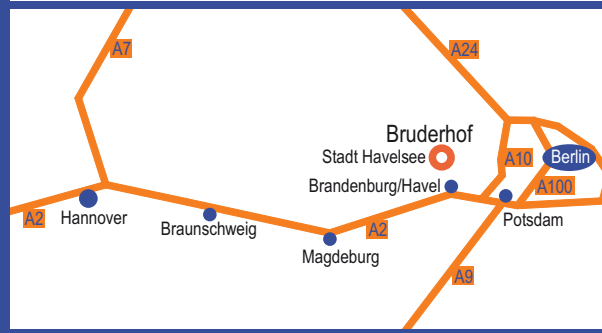 A7
A24
Bruderhof
Stadt Havelsee
A10
Berlin
Brandenburg/Havel
A100
A2
Hannover
Braunschweig
A2
Potsdam
Magdeburg
A9